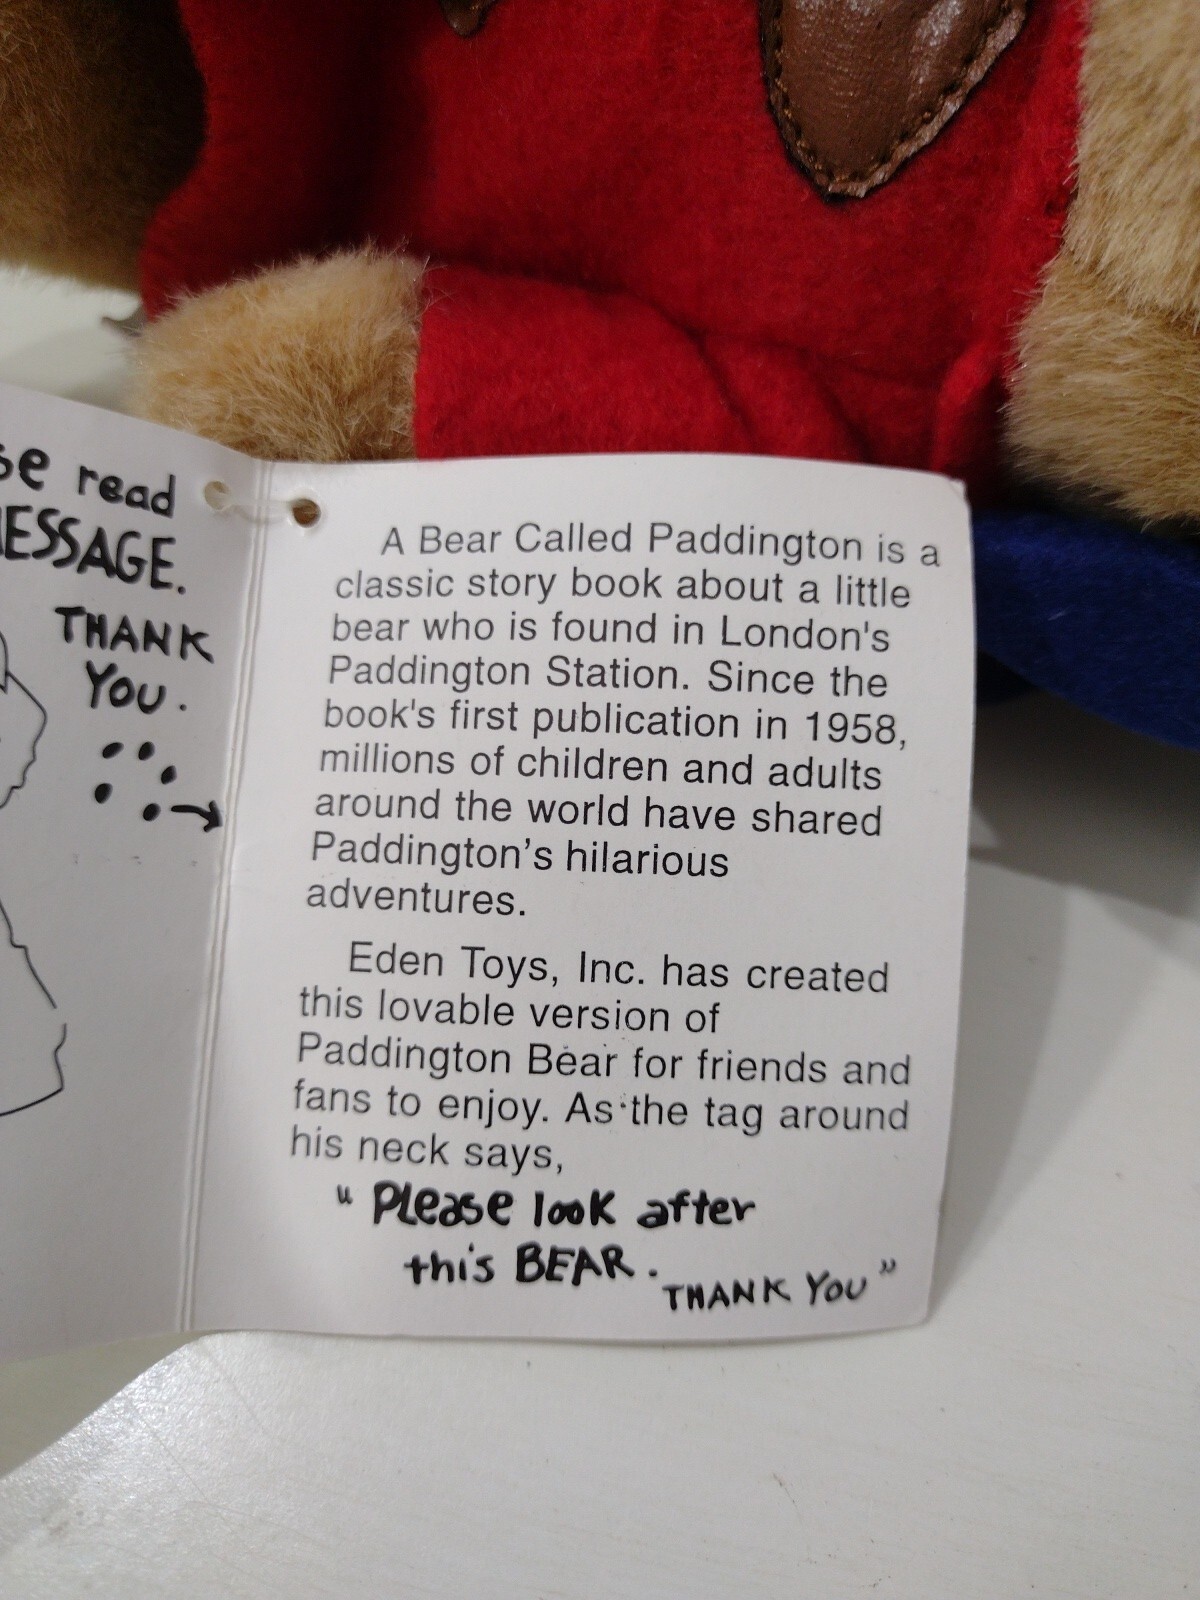 read
MESSAGE.
THANK
YOU.
A Bear Called Paddington is a
classic story book about a little
bear who is found in London's
Paddington Station. Since the
book's first publication in 1958,
millions of children and adults
around the world have shared
Paddington's hilarious
adventures.
Eden Toys, Inc. has created
this lovable version of
Paddington Bear for friends and
fans to enjoy. As the tag around
his neck says,
"Please look after
this BEAR.
THANK YOU"